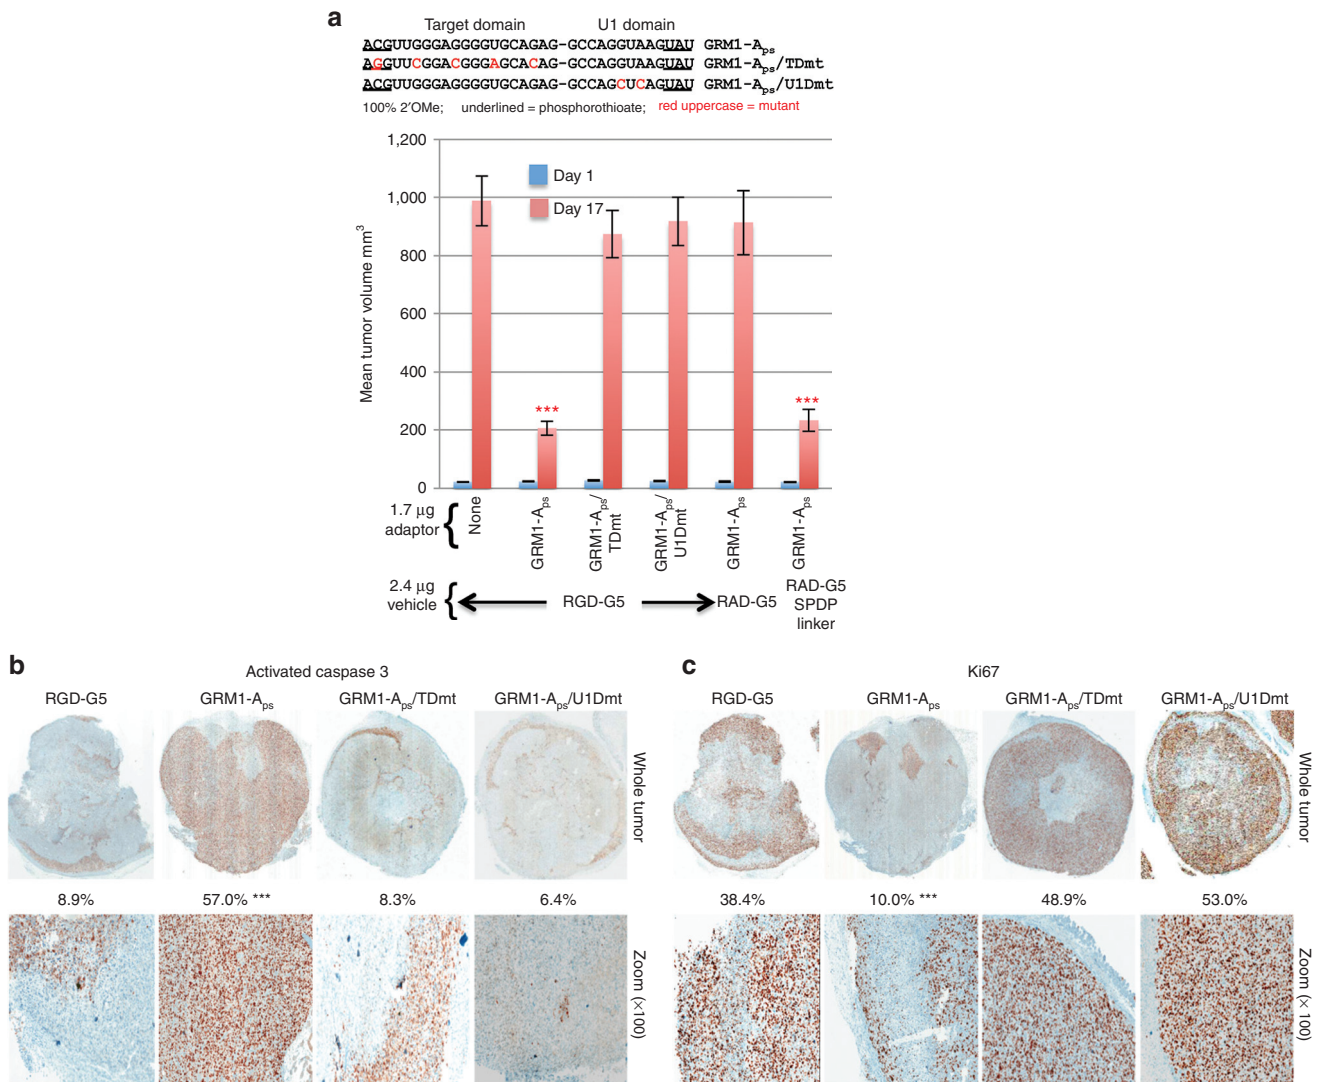 a
Target domain U1 domain
ACGUUGGGAGGGGUGCAGAG-GCCAGGUAAGUAU GRM1-Aps
AGGUUCGGACGGGAGCACAG-GCCAGGUAAGUAU GRM1-Aps/TDmt
ACGUUGGGAGGGGUGCAGAG-GCCAGCUCAGUAU GRM1-Aps/U1Dmt
100% 2′OMe; underlined = phosphorothioate; red uppercase = mutant
1,200
1,000
800
600
400
200
0
Mean tumor volume mm3
Day 1
Day 17
***
***
1.7 μg
adaptor
{
None
GRM1-Aps
GRM1-Aps/
TDmt
GRM1-Aps/
U1Dmt
GRM1-Aps
GRM1-Aps
2.4 μg
vehicle
{
RGD-G5
RAD-G5
RAD-G5
SPDP
linker
b
Activated caspase 3
RGD-G5 GRM1-Aps GRM1-Aps/TDmt GRM1-Aps/U1Dmt
Whole tumor
8.9% 57.0% *** 8.3% 6.4%
Zoom (× 100)
c
Ki67
RGD-G5 GRM1-Aps GRM1-Aps/TDmt GRM1-Aps/U1Dmt
Whole tumor
38.4% 10.0% *** 48.9% 53.0%
Zoom (× 100)